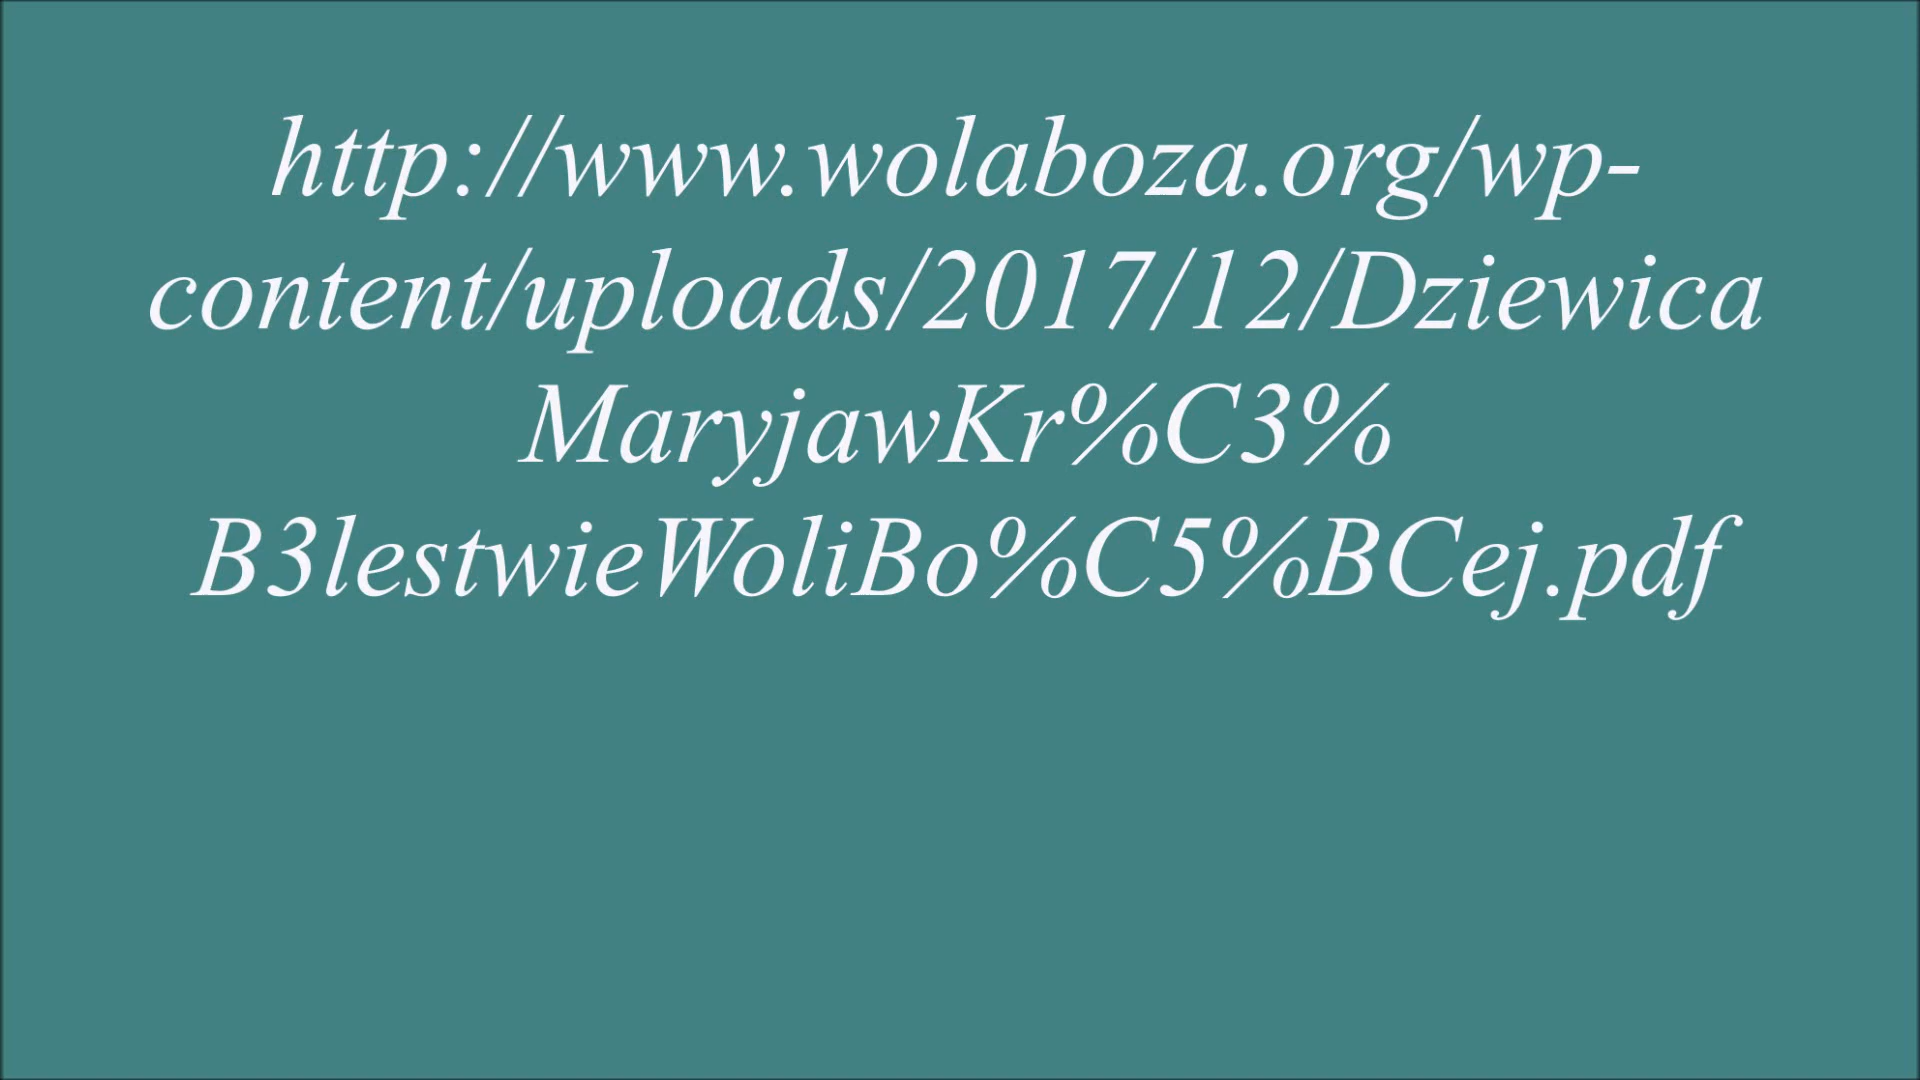 http://www.wolaboza.org/wp-
content/uploads/2017/12/Dziewica
MaryjawKr%C3%
B3lestwieWoliBo%C5%BCej.pdf